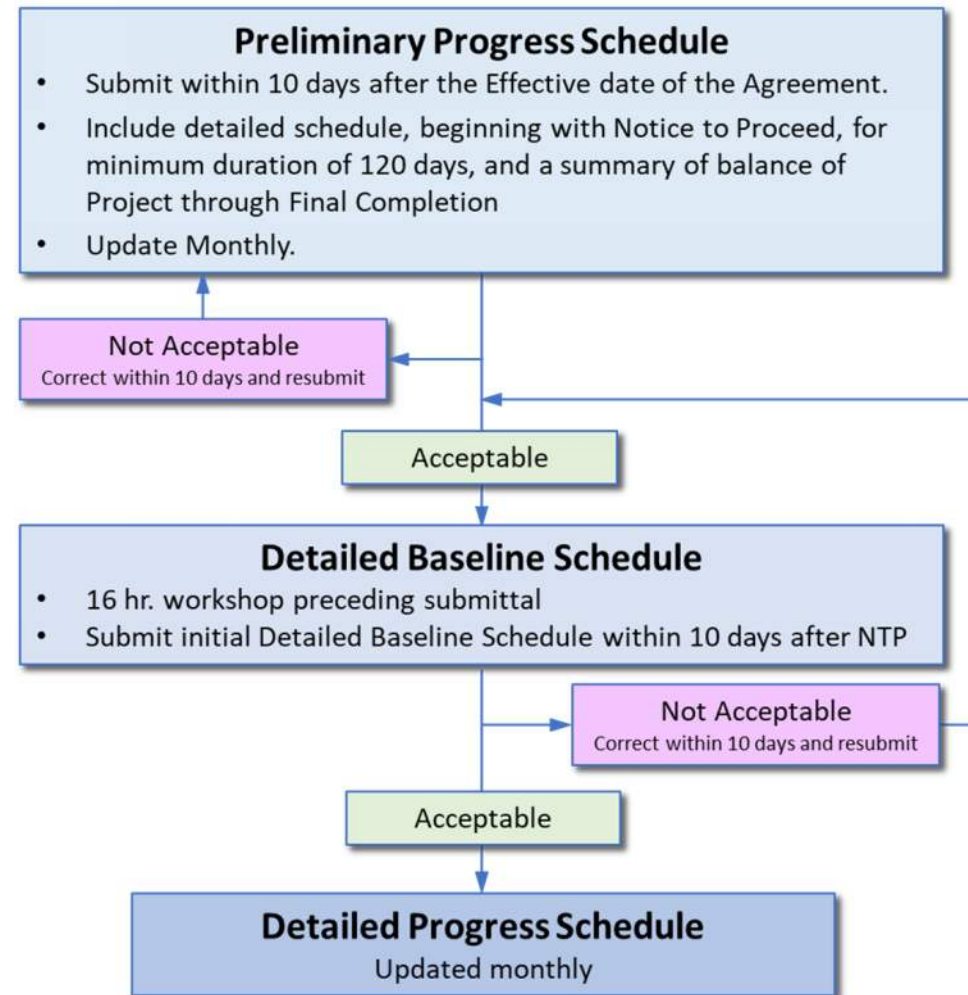 Preliminary Progress Schedule
• Submit within 10 days after the Effective date of the Agreement.
• Include detailed schedule, beginning with Notice to Proceed, for
minimum duration of 120 days, and a summary of balance of
Project through Final Completion
• Update Monthly.
Not Acceptable
Correct within 10 days and resubmit
Acceptable
Detailed Baseline Schedule
• 16 hr. workshop preceding submittal
• Submit initial Detailed Baseline Schedule within 10 days after NTP
Not Acceptable
Correct within 10 days and resubmit
Acceptable
Detailed Progress Schedule
Updated monthly